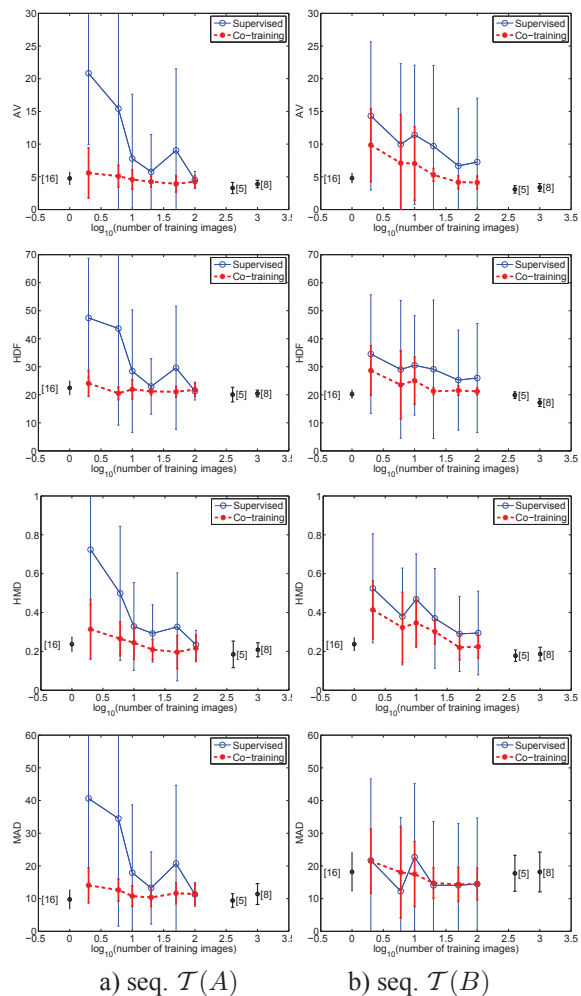 30
25
20
15
10
5
0
AV
−0.5 0 0.5 1 1.5 2 2.5 3 3.5
log10(number of training images)
Supervised
Co−training
[16]
[5]
[8]
30
25
20
15
10
5
0
AV
−0.5 0 0.5 1 1.5 2 2.5 3 3.5
log10(number of training images)
Supervised
Co−training
[16]
[5]
[8]
70
60
50
40
30
20
10
0
HDF
−0.5 0 0.5 1 1.5 2 2.5 3 3.5
log10(number of training images)
Supervised
Co−training
[16]
[5]
[8]
70
60
50
40
30
20
10
0
HDF
−0.5 0 0.5 1 1.5 2 2.5 3 3.5
log10(number of training images)
Supervised
Co−training
[16]
[5]
[8]
1
0.8
0.6
0.4
0.2
0
HMD
−0.5 0 0.5 1 1.5 2 2.5 3 3.5
log10(number of training images)
Supervised
Co−training
[16]
[5]
[8]
1
0.8
0.6
0.4
0.2
0
HMD
−0.5 0 0.5 1 1.5 2 2.5 3 3.5
log10(number of training images)
Supervised
Co−training
[16]
[5]
[8]
60
50
40
30
20
10
0
MAD
−0.5 0 0.5 1 1.5 2 2.5 3 3.5
log10(number of training images)
Supervised
Co−training
[16]
[5]
[8]
60
50
40
30
20
10
0
MAD
−0.5 0 0.5 1 1.5 2 2.5 3 3.5
log10(number of training images)
Supervised
Co−training
[16]
[5]
[8]
a) seq. T(A)
b) seq. T(B)